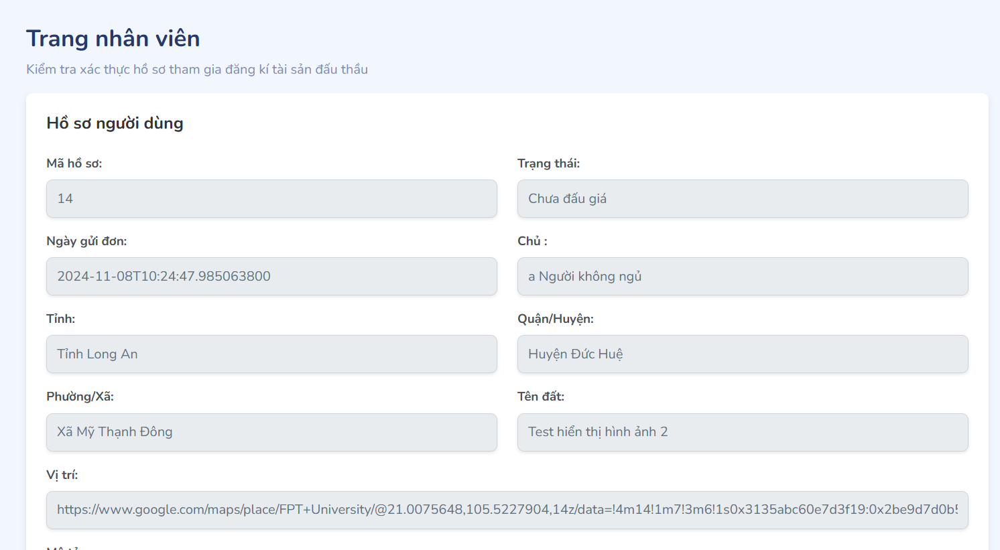 Trang nhân viên
Kiểm tra xác thực hồ sơ tham gia đăng kí tài sản đấu thầu
Hồ sơ người dùng
Mã hồ sơ:
Trạng thái:
14
Chưa đấu giá
Ngày gửi đơn:
Chủ :
2024-11-08T10:24:47.985063800
a Người không ngủ
Tỉnh:
Quận/Huyện:
Tỉnh Long An
Huyện Đức Huệ
Phường/Xã:
Tên đất:
Xã Mỹ Thạnh Đông
Test hiển thị hình ảnh 2
Vị trí:
https://www.google.com/maps/place/FPT+University/@21.0075648,105.5227904,14z/data=!4m14!1m7!3m6!1s0x3135abc60e7d3f19:0x2be9d7d0b5